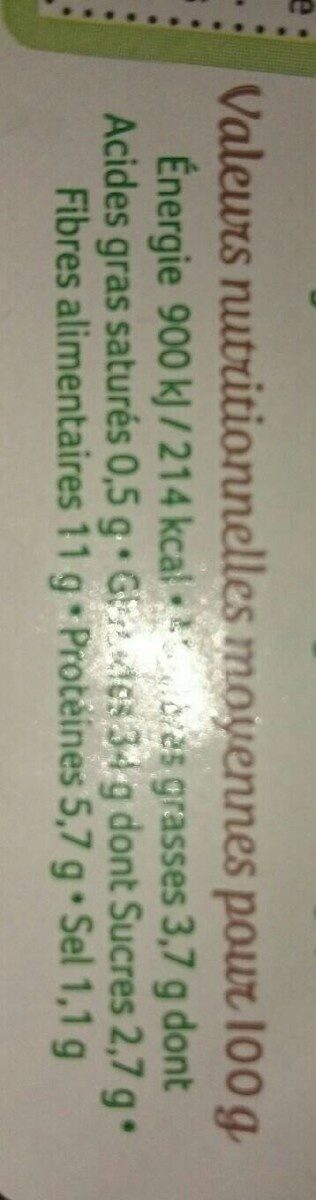 Valeurs nutritionnelles moyennes pour 100 g
Énergie 900 kJ / 214 kcal • grasses 3,7 g dont
Acides gras saturés 0,5 g • Glucides 34 g dont Sucres 2,7 g •
Fibres alimentaires 11 g • Protéines 5,7 g • Sel 1,1 g